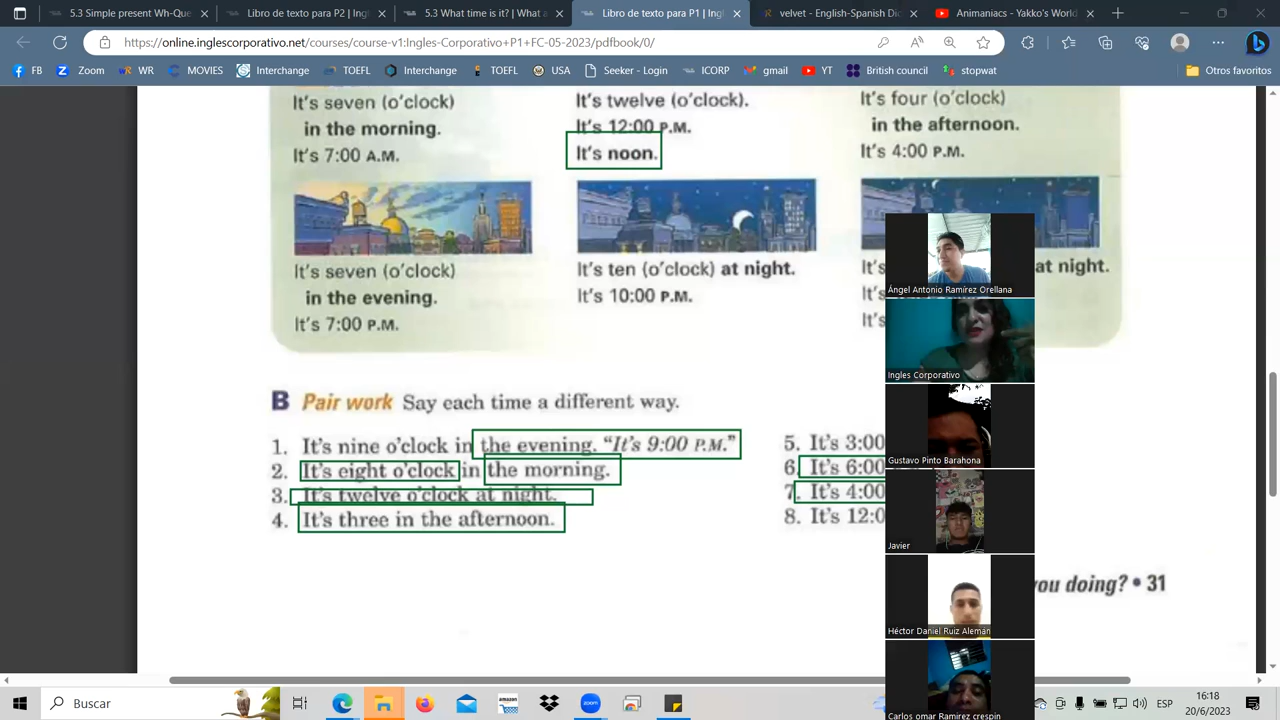 5.3 Simple present Wh-Que
Libro de texto para P2 | Ing
5.3 What time is it? | What a
Libro de texto para P1 | Ing
velvet - English-Spanish Dic
Animaniacs - Yakko's World
https://online.inglescorporativo.net/courses/course-v1:Ingles-Corporativo+P1+FC-05-2023/pdfbook/0/
FB Zoom WR MOVIES Interchange TOEFL Interchange TOEFL USA Seeker - Login ICORP gmail YT British council stopwat Otros favoritos
It's seven (o'clock)
in the morning.
It's 7:00 A.M.
It's twelve (o'clock).
It's 12:00 P.M.
It's noon.
It's four (o'clock)
in the afternoon.
It's 4:00 P.M.
It's seven (o'clock)
in the evening.
It's 7:00 P.M.
It's ten (o'clock) at night.
It's 10:00 P.M.
It's
at night.
B Pair work Say each time a different way.
1. It's nine o'clock in the evening. "It's 9:00 P.M."
2. It's eight o'clock in the morning.
3. It's twelve o'clock at night.
4. It's three in the afternoon.
5. It's 3:00
6. It's 6:00
7. It's 4:00
8. It's 12:0
you doing? • 31
Ángel Antonio Ramírez Orellana
Ingles Corporativo
Gustavo Pinto Barahona
Javier
Héctor Daniel Ruiz Alemán
Carlos omar Ramirez crespin
Buscar
amazon
zoom
ESP
16:18
20/6/2023